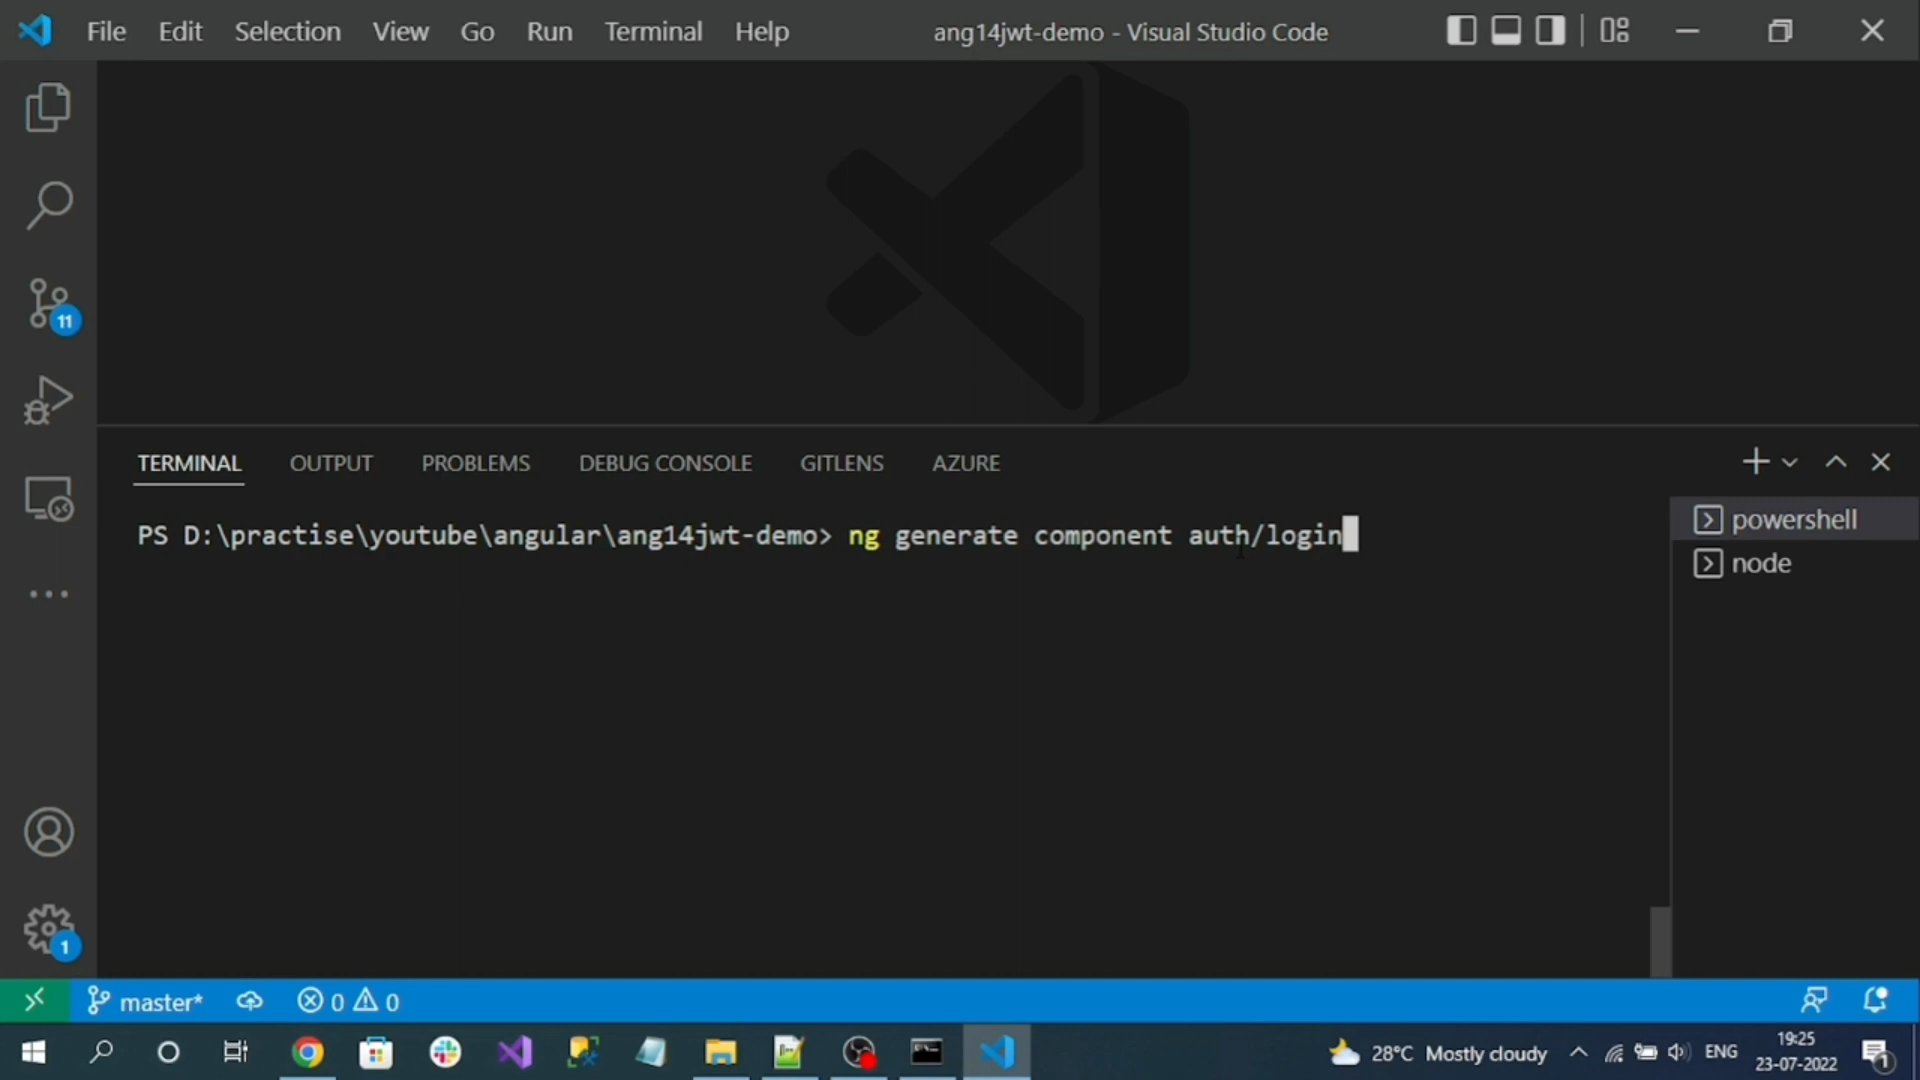 File Edit Selection View Go Run Terminal Help ang14jwt-demo - Visual Studio Code
11
TERMINAL OUTPUT PROBLEMS DEBUG CONSOLE GITLENS AZURE
PS D:\practise\youtube\angular\ang14jwt-demo> ng generate component auth/login
powershell
node
1
master* 0 0
28°C Mostly cloudy ENG 19:25
23-07-2022
1